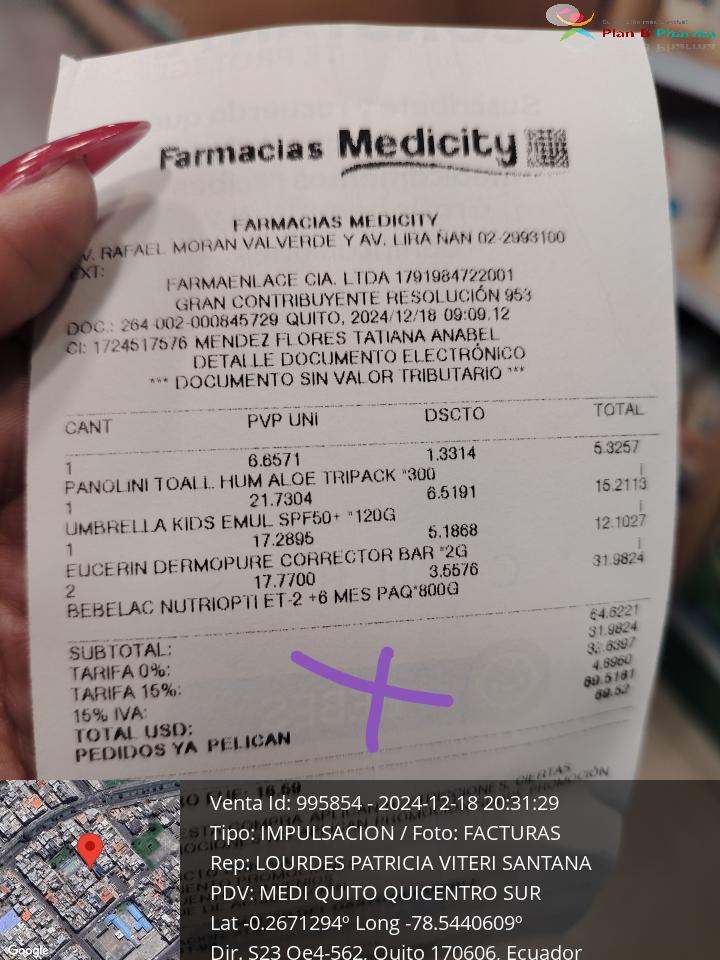 Plan B Pharma
Farmacias Medicity
FARMACIAS MEDICITY
V. RAFAEL MORAN VALVERDE Y AV. LIRA ÑAN 02-2993100
EXT:
FARMAENLACE CIA. LTDA 1791984722001
GRAN CONTRIBUYENTE RESOLUCIÓN 953
DOC.: 264-002-000845729 QUITO, 2024/12/18 09:09.12
CI: 1724517576 MENDEZ FLORES TATIANA ANABEL
DETALLE DOCUMENTO ELECTRÓNICO
*** DOCUMENTO SIN VALOR TRIBUTARIO ***
CANT PVP UNI DSCTO TOTAL
1 6.6571 1.3314 5.3257
PANOLINI TOALL HUM ALOE TRIPACK *300
1 21.7304 6.5191 15.2113
UMBRELLA KIDS EMUL SPF50+ *120G
1 17.2895 5.1868 12.1027
EUCERIN DERMOPURE CORRECTOR BAR *2G
2 17.7700 3.5576 31.9824
BEBELAC NUTRIOPTI ET-2 +6 MES PAQ*800G
SUBTOTAL: 64.6221
TARIFA 0%: 31.9824
TARIFA 15%: 32.6397
15% IVA: 4.8960
TOTAL USD: 69.5181
PEDIDOS YA PELICAN 69.52
Venta Id: 995854 - 2024-12-18 20:31:29
Tipo: IMPULSACION / Foto: FACTURAS
Rep: LOURDES PATRICIA VITERI SANTANA
PDV: MEDI QUITO QUICENTRO SUR
Lat -0.2671294º Long -78.5440609º
Dir. S23 Oe4-562, Quito 170606, Ecuador
Google